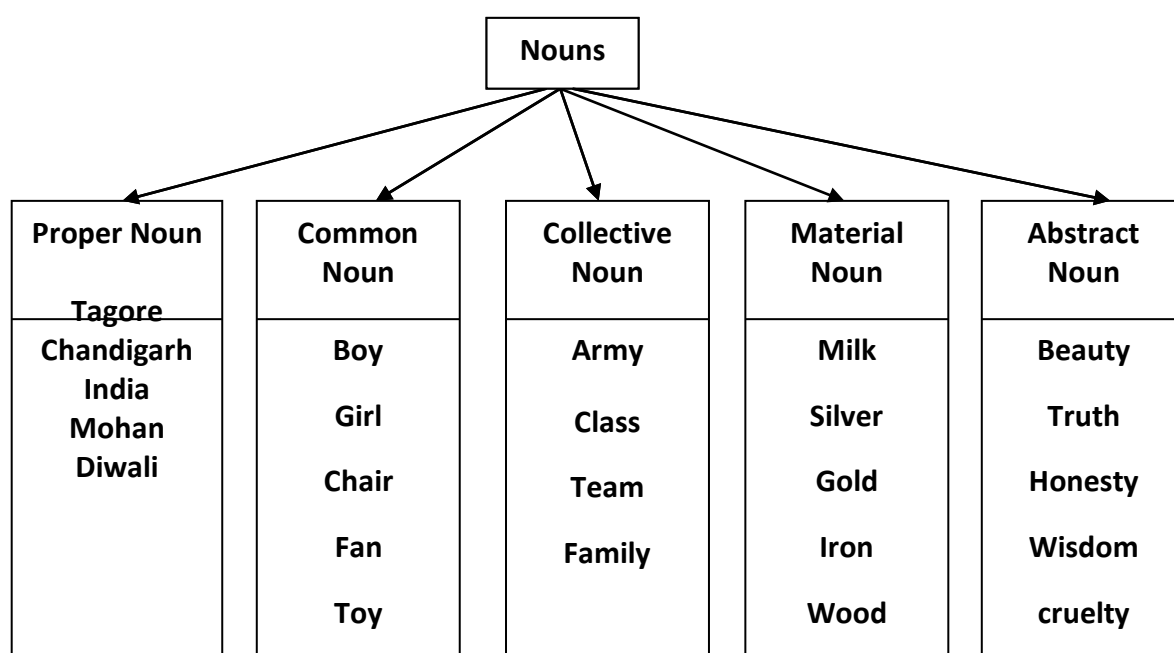 Nouns
Proper Noun
Tagore
Chandigarh
India
Mohan
Diwali
Common
Noun
Boy
Girl
Chair
Fan
Toy
Collective
Noun
Army
Class
Team
Family
Material
Noun
Milk
Silver
Gold
Iron
Wood
Abstract
Noun
Beauty
Truth
Honesty
Wisdom
cruelty